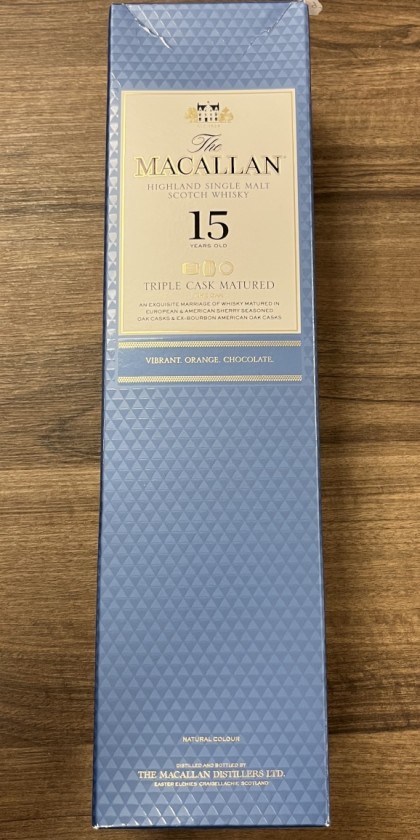 The
MACALLAN
HIGHLAND SINGLE MALT
SCOTCH WHISKY
15
YEARS OLD
TRIPLE CASK MATURED
AN EXQUISITE MARRIAGE OF WHISKY MATURED IN
EUROPEAN & AMERICAN SHERRY SEASONED
OAK CASKS & EX-BOURBON AMERICAN OAK CASKS
VIBRANT. ORANGE. CHOCOLATE.
NATURAL COLOUR
DISTILLED AND BOTTLED BY
THE MACALLAN DISTILLERS LTD.
EASTER ELCHIES CRAIGELLACHIE SCOTLAND